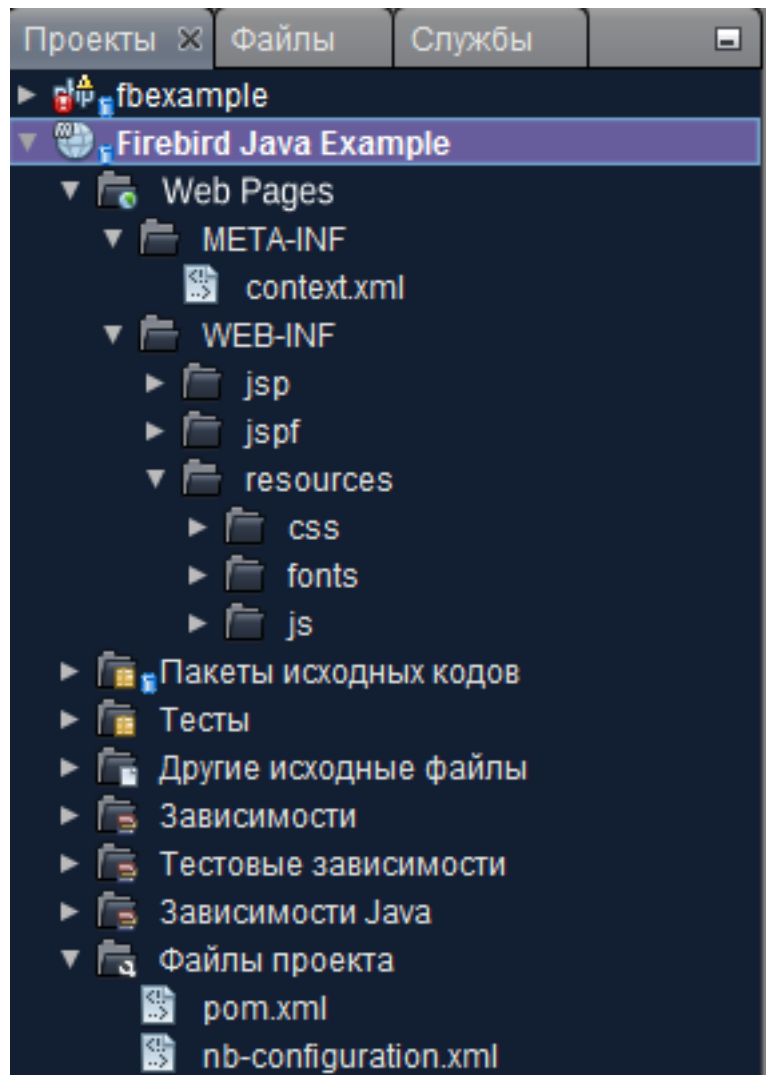 Проекты Файлы Службы
fbexample
Firebird Java Example
Web Pages
META-INF
context.xml
WEB-INF
jsp
jspf
resources
css
fonts
js
Пакеты исходных кодов
Тесты
Другие исходные файлы
Зависимости
Тестовые зависимости
Зависимости Java
Файлы проекта
pom.xml
nb-configuration.xml